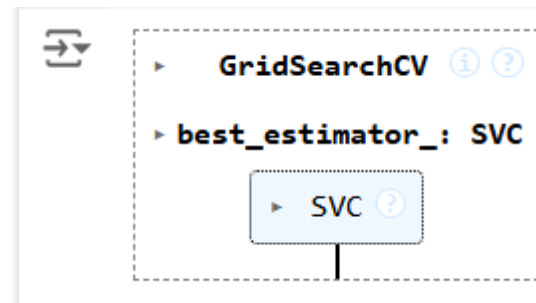 GridSearchCV i ?
best_estimator_: SVC
SVC ?